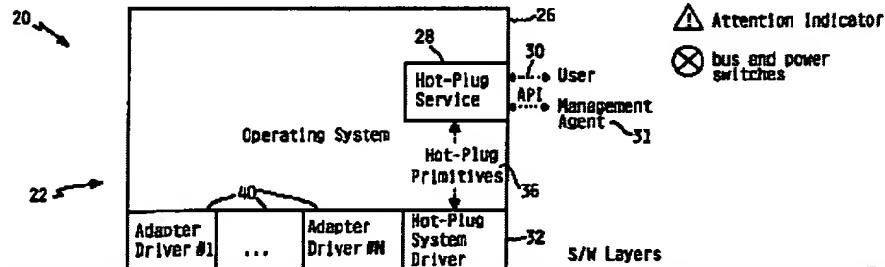 20
26
Attention Indicator
28
30
bus and power
switches
Hot-Plug
Service
User
API
Management
Agent
31
Operating System
Hot-Plug
Primitives
36
22
40
Adapter
Driver #1
...
Adapter
Driver #N
Hot-Plug
System
Driver
32
S/W Layers